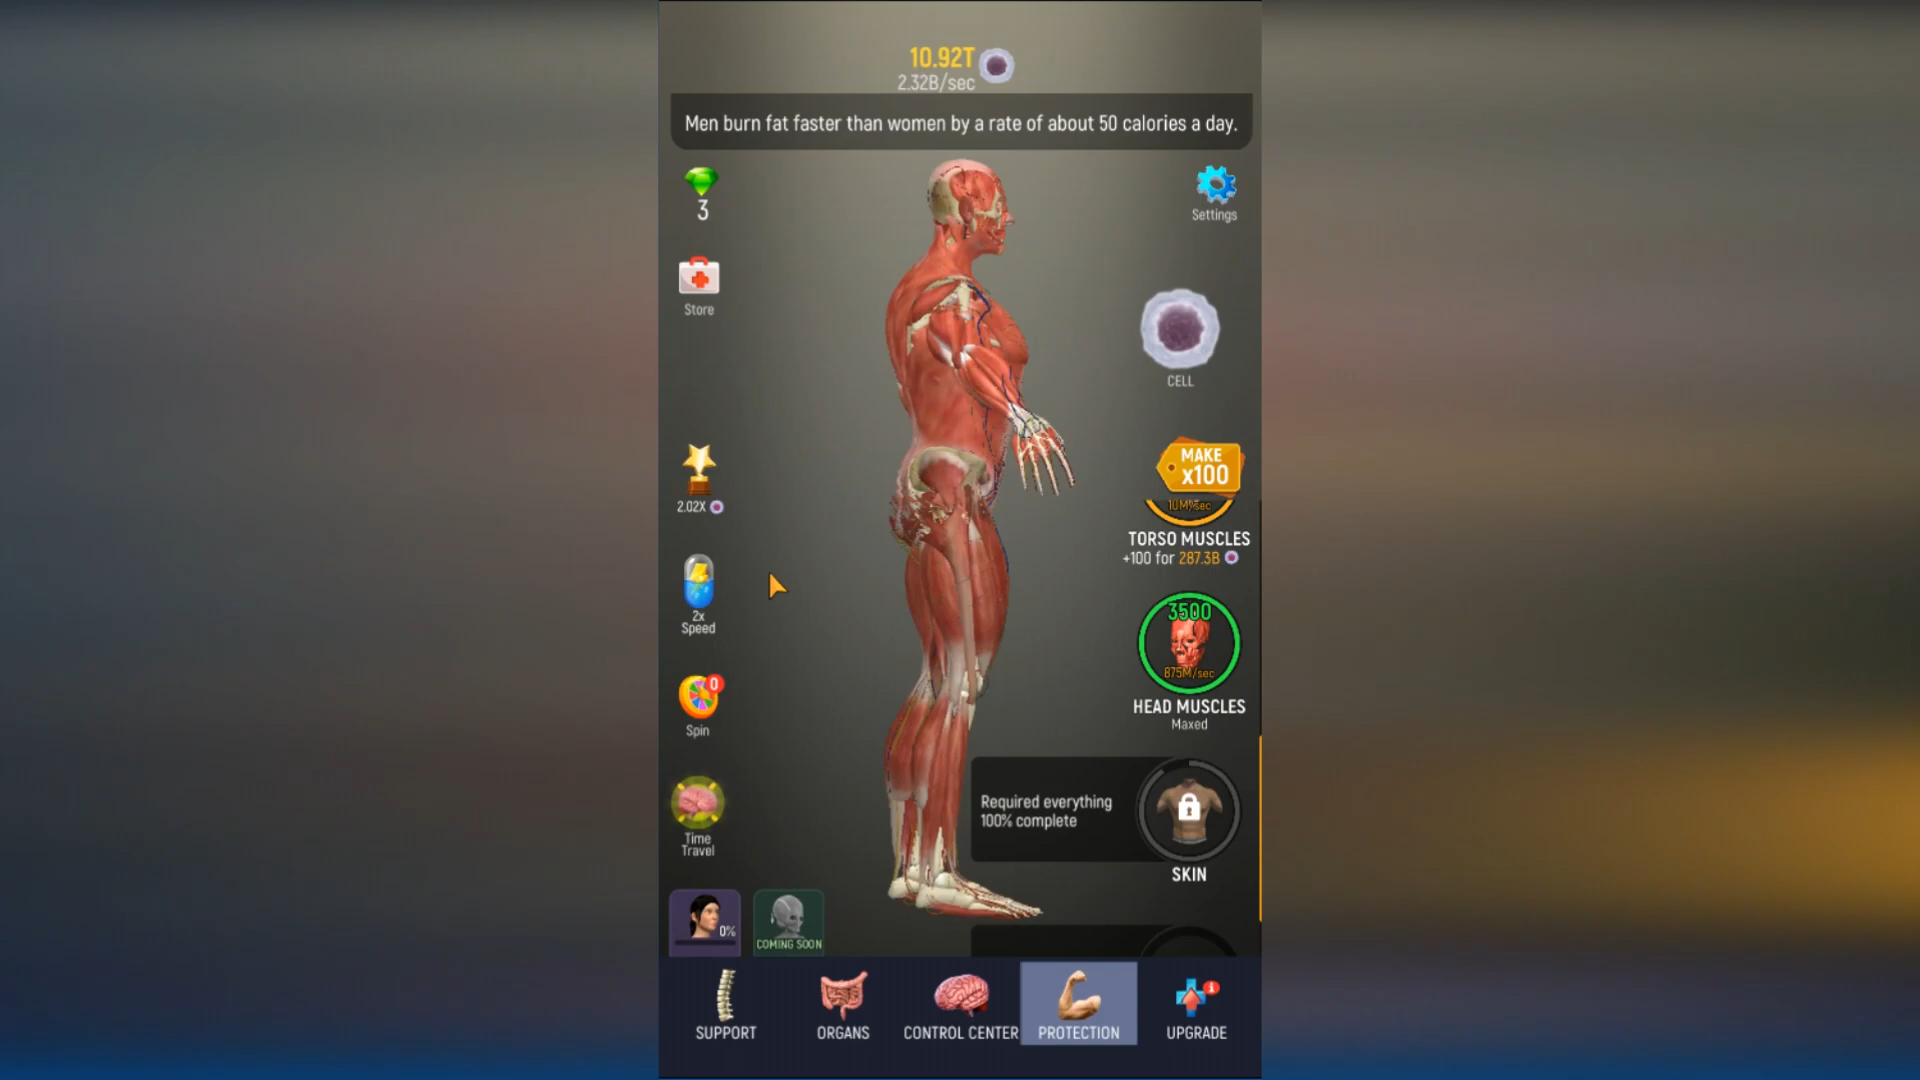 10.92T
2.32B/sec
Men burn fat faster than women by a rate of about 50 calories a day.
3
Settings
Store
CELL
MAKE
x100
2.02X
10M/sec
TORSO MUSCLES
+100 for 287.3B
2x
Speed
3500
875M/sec
HEAD MUSCLES
Maxed
0
Spin
Required everything
100% complete
Time
Travel
SKIN
0%
COMING SOON
SUPPORT
ORGANS
CONTROL CENTER
PROTECTION
UPGRADE